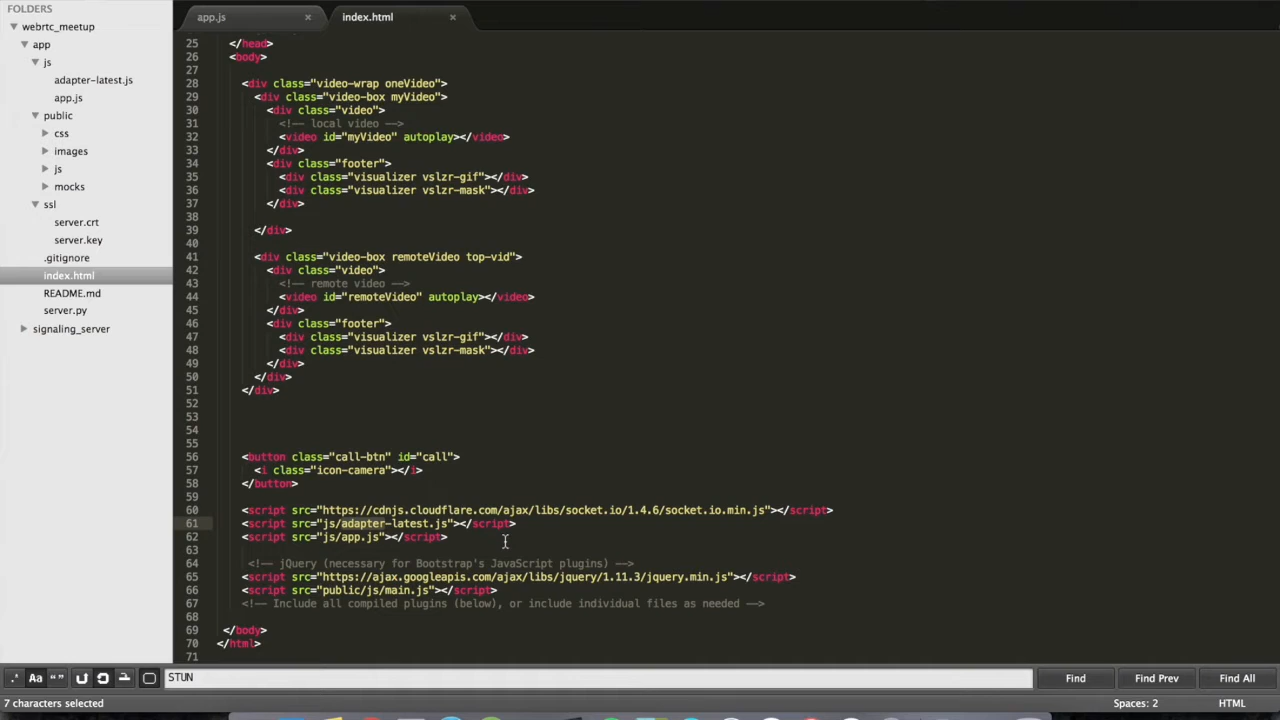 FOLDERS
webrtc_meetup
app
js
adapter-latest.js
app.js
public
css
images
js
mocks
ssl
server.crt
server.key
.gitignore
index.html
README.md
server.py
signaling_server
app.js ×
index.html ×
25 </head>
26 <body>
27
28 <div class="video-wrap oneVideo">
29 <div class="video-box myVideo">
30 <div class="video">
31 <!-- local video -->
32 <video id="myVideo" autoplay></video>
33 </div>
34 <div class="footer">
35 <div class="visualizer vslzr-gif"></div>
36 <div class="visualizer vslzr-mask"></div>
37 </div>
38
39 </div>
40
41 <div class="video-box remoteVideo top-vid">
42 <div class="video">
43 <!-- remote video -->
44 <video id="remoteVideo" autoplay></video>
45 </div>
46 <div class="footer">
47 <div class="visualizer vslzr-gif"></div>
48 <div class="visualizer vslzr-mask"></div>
49 </div>
50 </div>
51 </div>
52
53
54
55
56 <button class="call-btn" id="call">
57 <i class="icon-camera"></i>
58 </button>
59
60 <script src="https://cdnjs.cloudflare.com/ajax/libs/socket.io/1.4.6/socket.io.min.js"></script>
61 <script src="js/adapter-latest.js"></script>
62 <script src="js/app.js"></script>
63
64 <!-- jQuery (necessary for Bootstrap's JavaScript plugins) -->
65 <script src="https://ajax.googleapis.com/ajax/libs/jquery/1.11.3/jquery.min.js"></script>
66 <script src="public/js/main.js"></script>
67 <!-- Include all compiled plugins (below), or include individual files as needed -->
68
69 </body>
70 </html>
71
.* Aa “” STUN Find Find Prev Find All
7 characters selected Spaces: 2 HTML